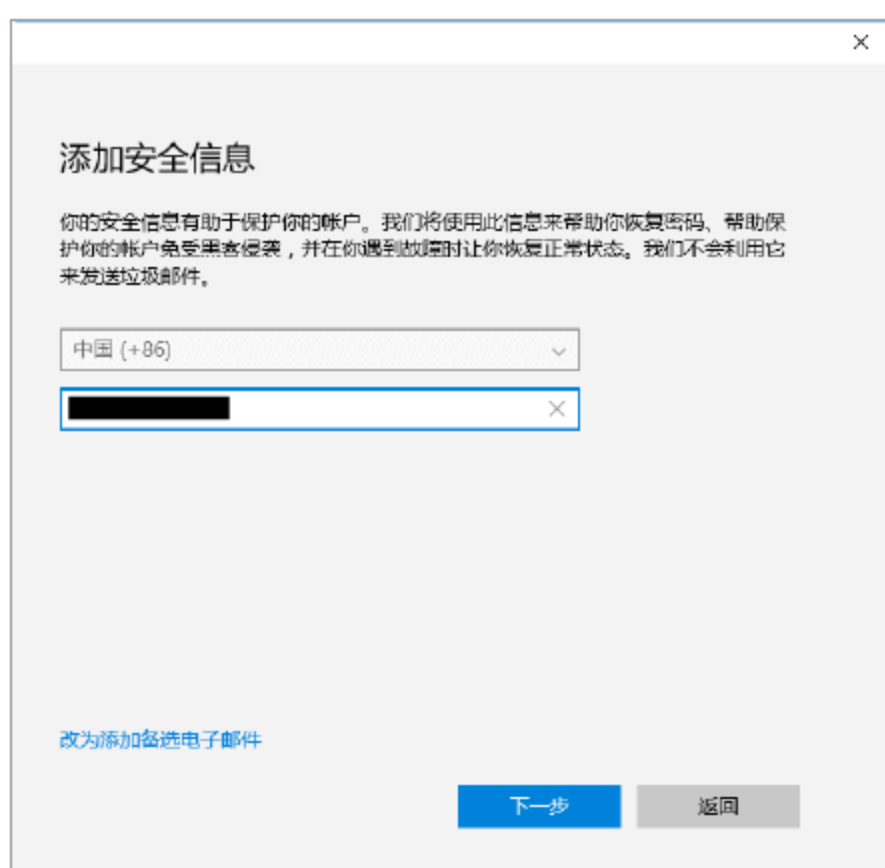 添加安全信息
你的安全信息有助于保护你的帐户。我们将使用此信息来帮助你恢复密码、帮助保
护你的帐户免受黑客侵袭，并在你遇到故障时让你恢复正常状态。我们不会利用它
来发送垃圾邮件。
中国 (+86)
改为添加备选电子邮件
下一步
返回